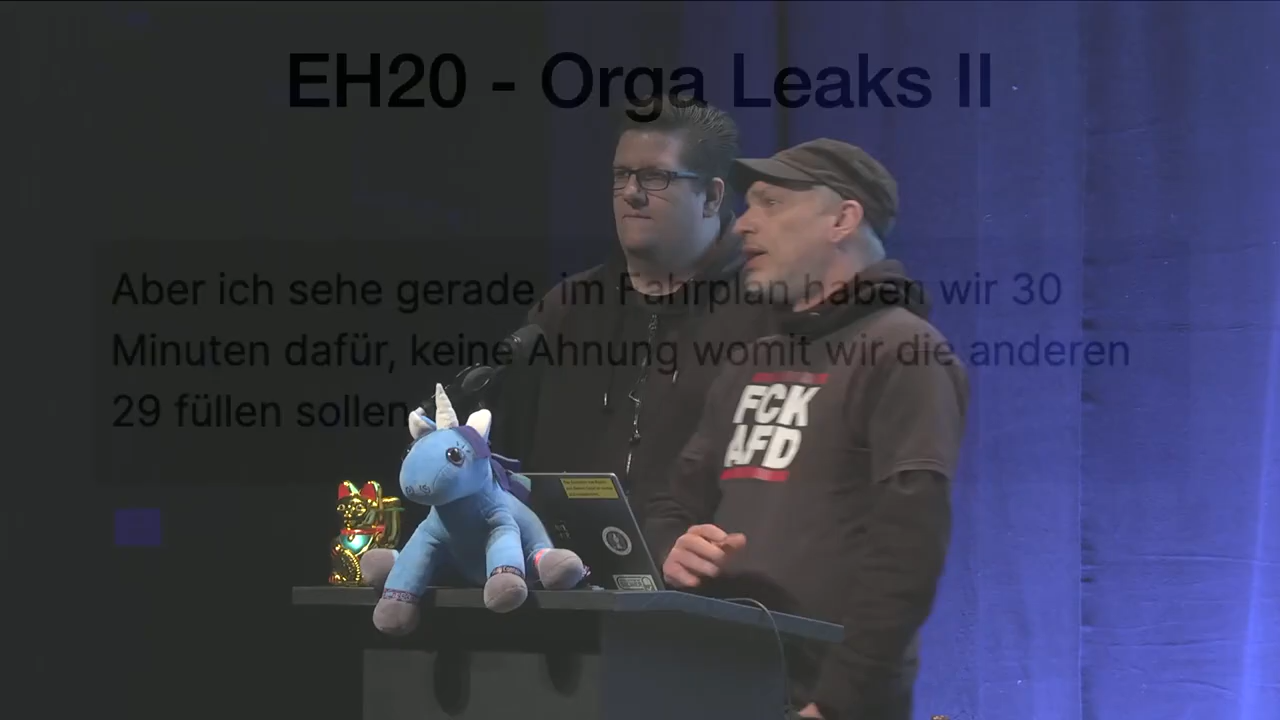 EH20 - Orga Leaks II
Aber ich sehe gerade, im Fahrplan haben wir 30
Minuten dafür, keine Ahnung womit wir die anderen
29 füllen sollen
FCK
AFD